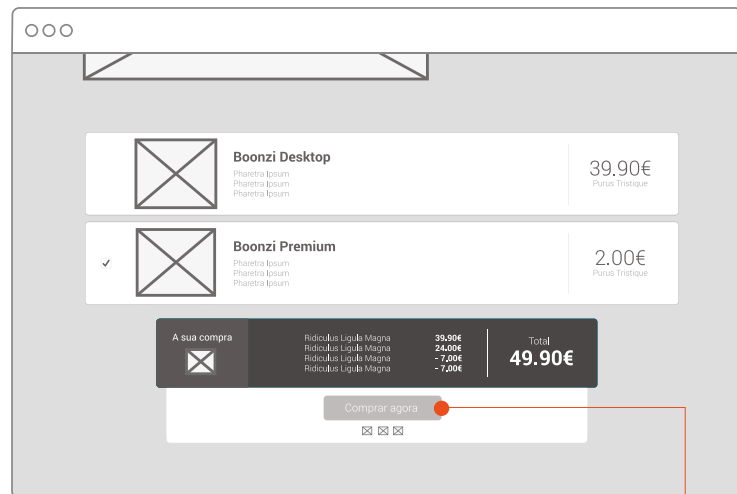 Boonzi Desktop
Pharetra Ipsum
Pharetra Ipsum
Pharetra Ipsum
39.90€
Purus Tristique
Boonzi Premium
Pharetra Ipsum
Pharetra Ipsum
Pharetra Ipsum
2.00€
Purus Tristique
A sua compra
Ridiculus Ligula Magna 39.90€
Ridiculus Ligula Magna 24.00€
Ridiculus Ligula Magna - 7,00€
Ridiculus Ligula Magna - 7,00€
Total
49.90€
Comprar agora